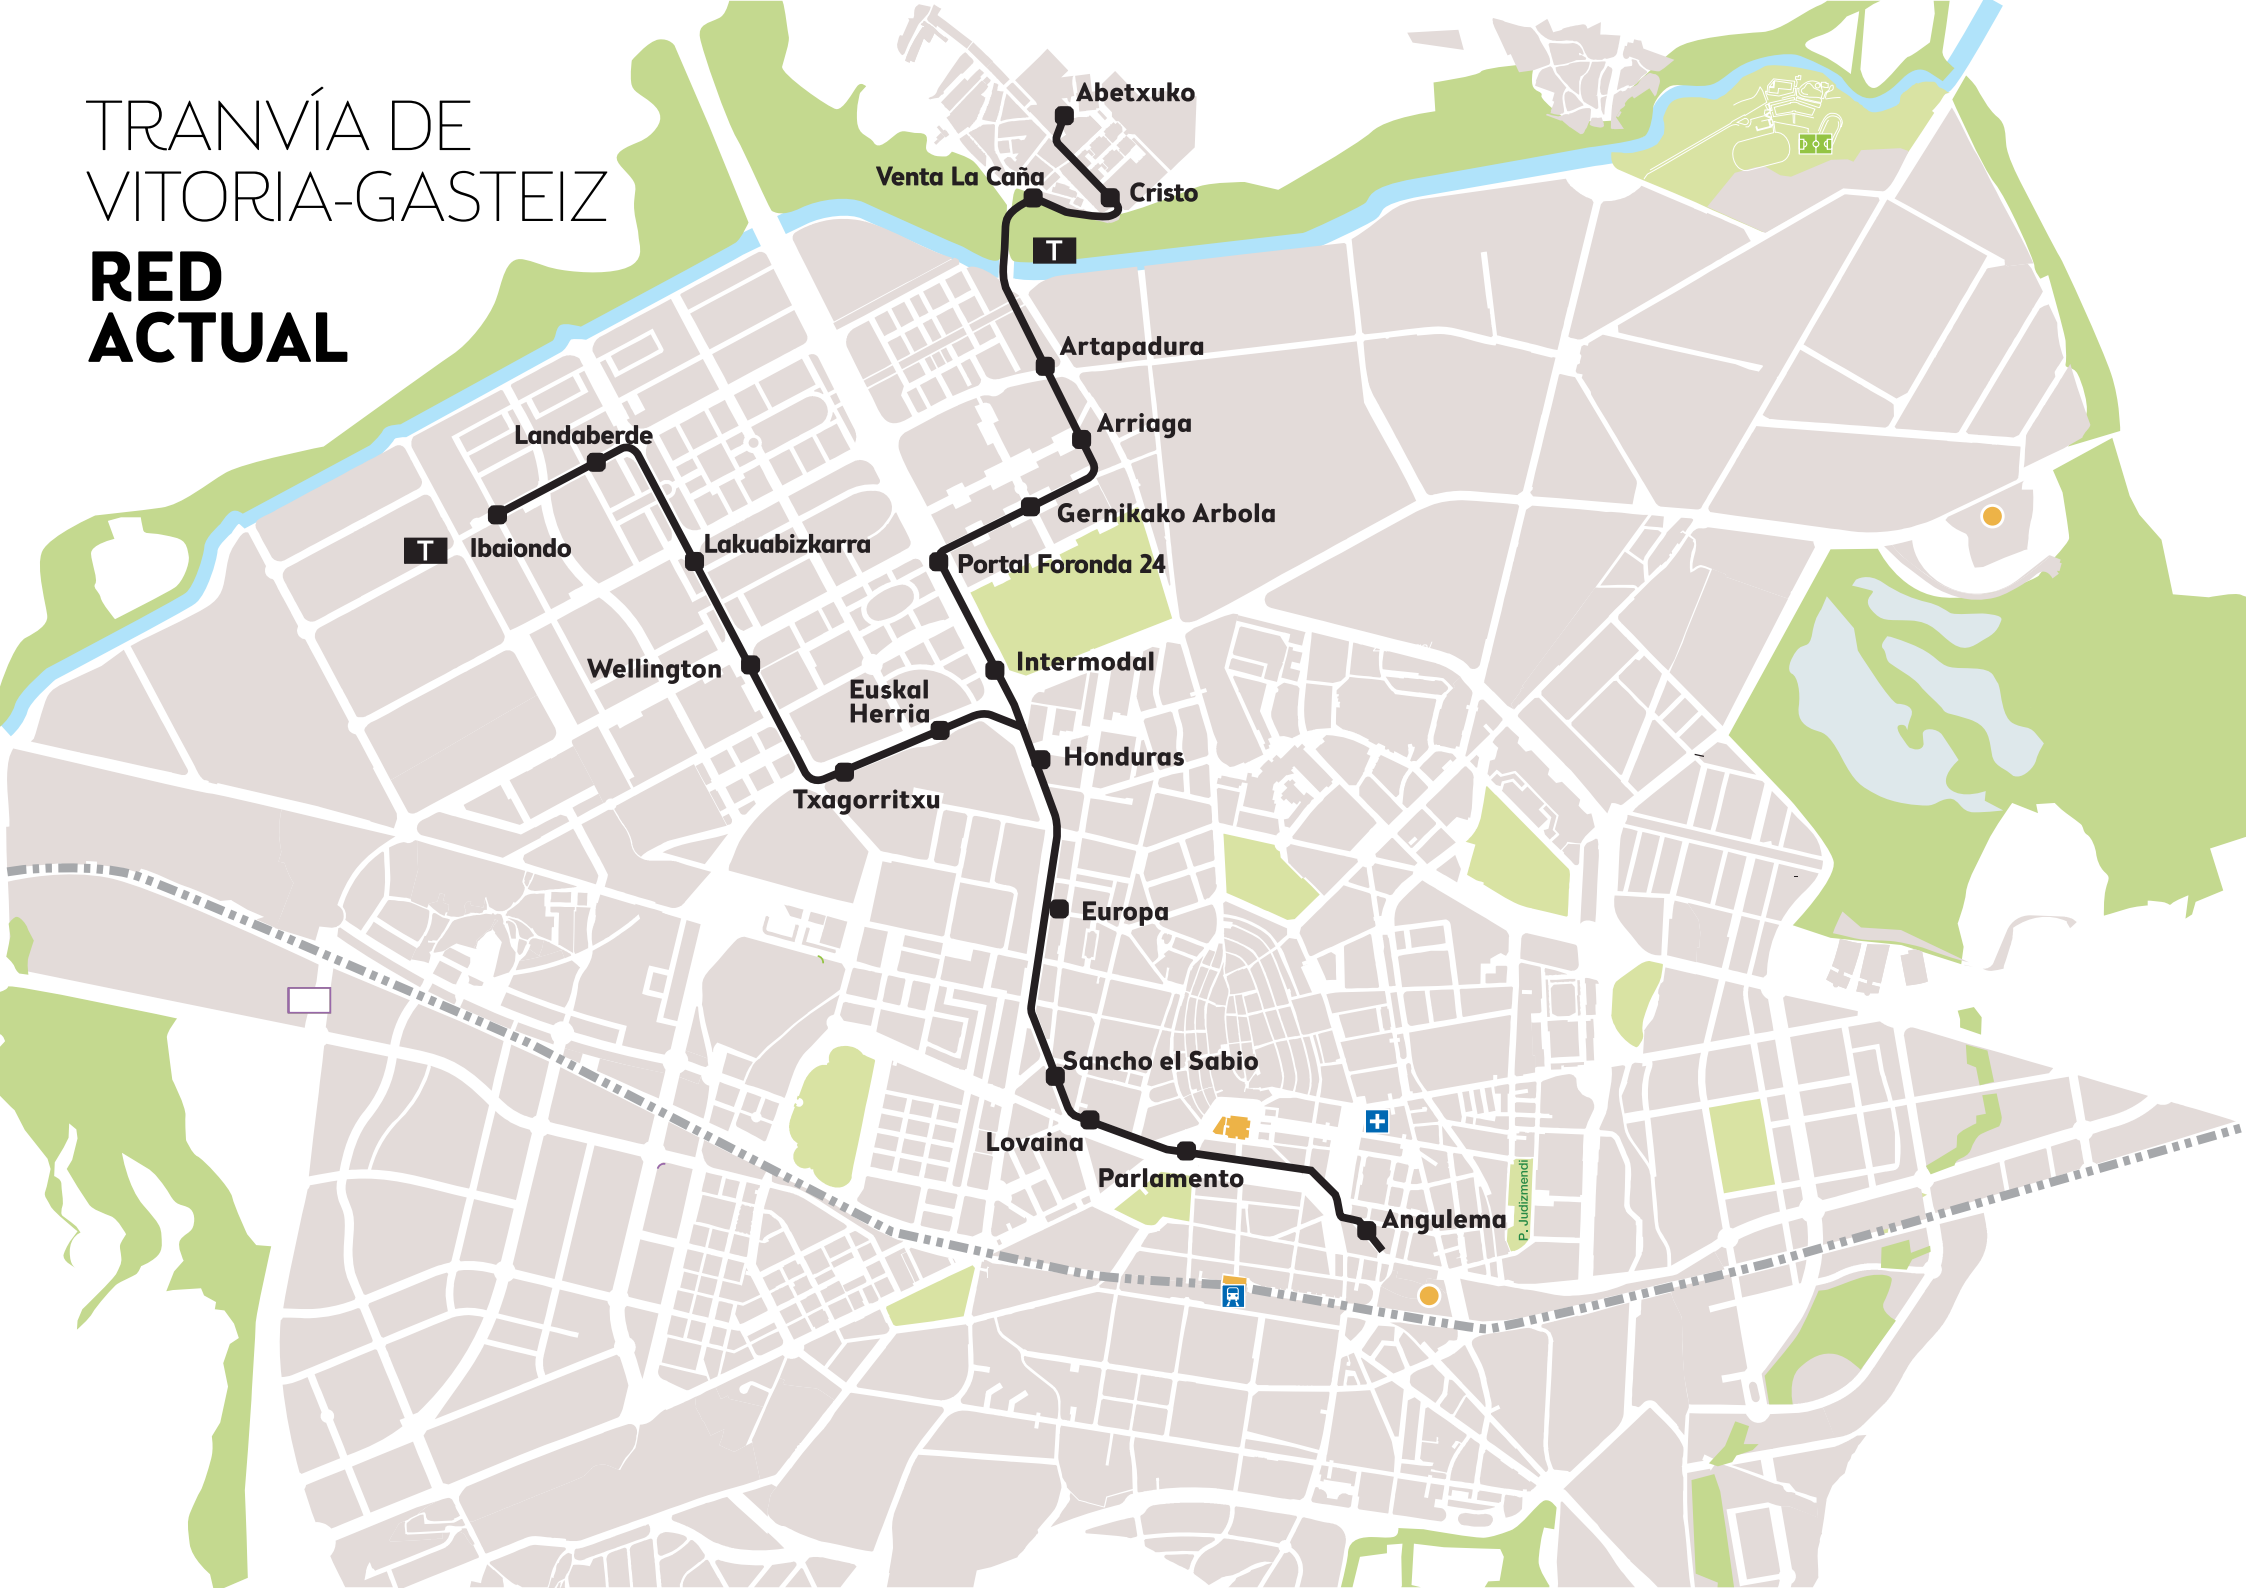 TRANVÍA DE
VITORIA-GASTEIZ
RED
ACTUAL
Abetxuko
Venta La Caña
Cristo
T
Artapadura
Arriaga
Landaberde
Gernikako Arbola
T
Ibaiondo
Lakuabizkarra
Portal Foronda 24
Wellington
Intermodal
Euskal
Herria
Honduras
Txagorritxu
Europa
Sancho el Sabio
Lovaina
Parlamento
P. Judizmendi
Angulema